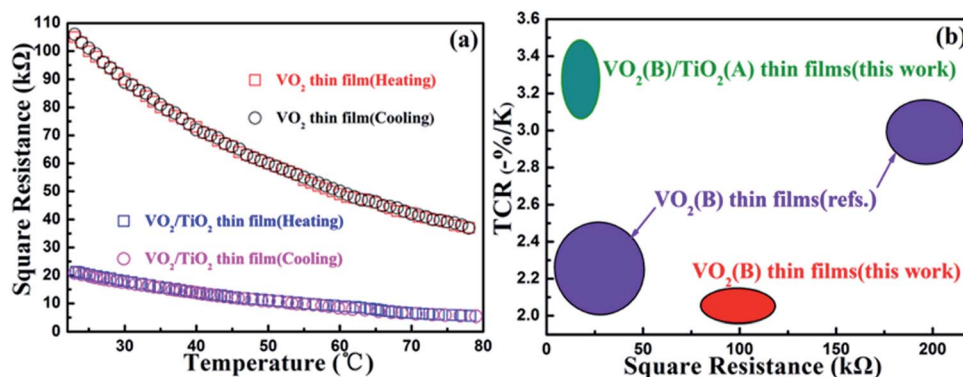 (a)
110
100
90
80
70
60
50
40
30
20
10
0
Square Resistance (kΩ)
VO₂ thin film(Heating)
VO₂ thin film(Cooling)
VO₂/TiO₂ thin film(Heating)
VO₂/TiO₂ thin film(Cooling)
30 40 50 60 70 80
Temperature (℃)
(b)
3.6
3.4
3.2
3.0
2.8
2.6
2.4
2.2
2.0
TCR (-%/K)
VO₂(B)/TiO₂(A) thin films(this work)
VO₂(B) thin films(refs.)
VO₂(B) thin films(this work)
0 50 100 150 200
Square Resistance (kΩ)